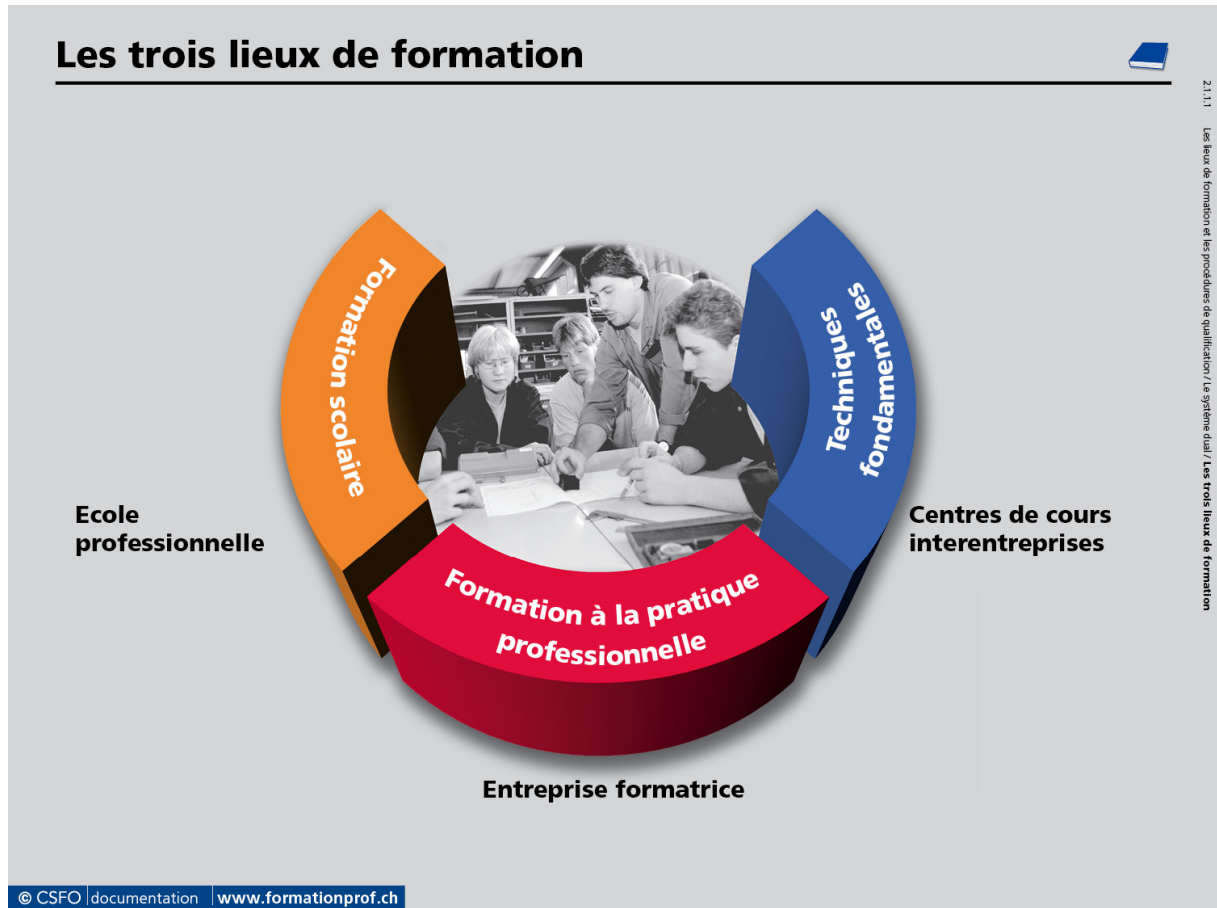 Les trois lieux de formation
2.1.1.1 Les lieux de formation et les procédures de qualification / Le système dual / Les trois lieux de formation
Formation scolaire
Techniques
fondamentales
Ecole
professionnelle
Centres de cours
interentreprises
Formation à la pratique
professionnelle
Entreprise formatrice
© CSFO documentation www.formationprof.ch